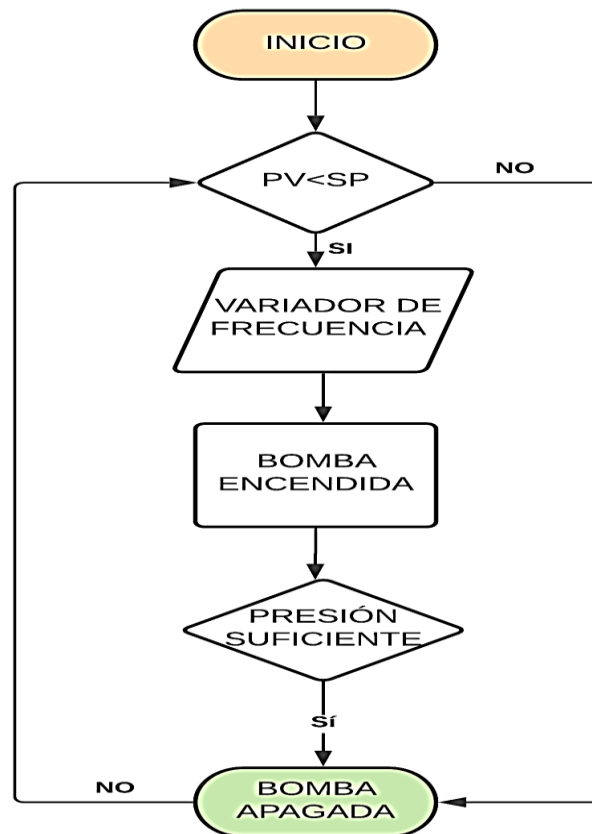 INICIO
PV<SP
NO
SI
VARIADOR DE
FRECUENCIA
BOMBA
ENCENDIDA
PRESIÓN
SUFICIENTE
Sí
NO
BOMBA
APAGADA